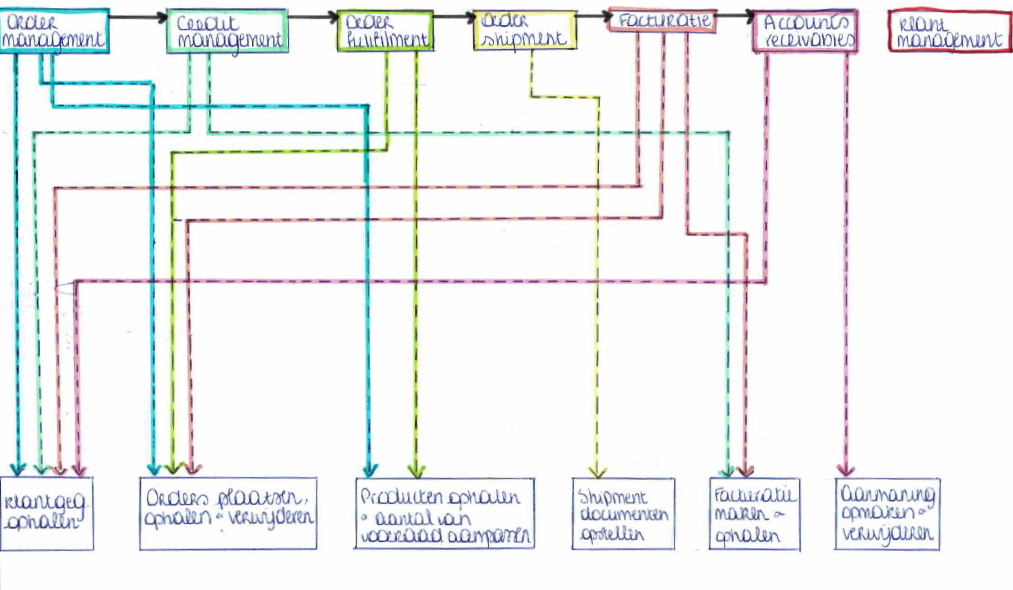 Order
management
Credit
management
Order
fullfilment
Order
shipment
Facturatie
Accounts
receivables
Klant
management
Klantgeg.
ophalen
Orders plaatsen,
ophalen & verwijderen
Producten ophalen
& aantal van
voorraad aanpassen
Shipment
documenten
opstellen
Facturatie
maken &
ophalen
Aanmaning
opmaken &
verwijderen